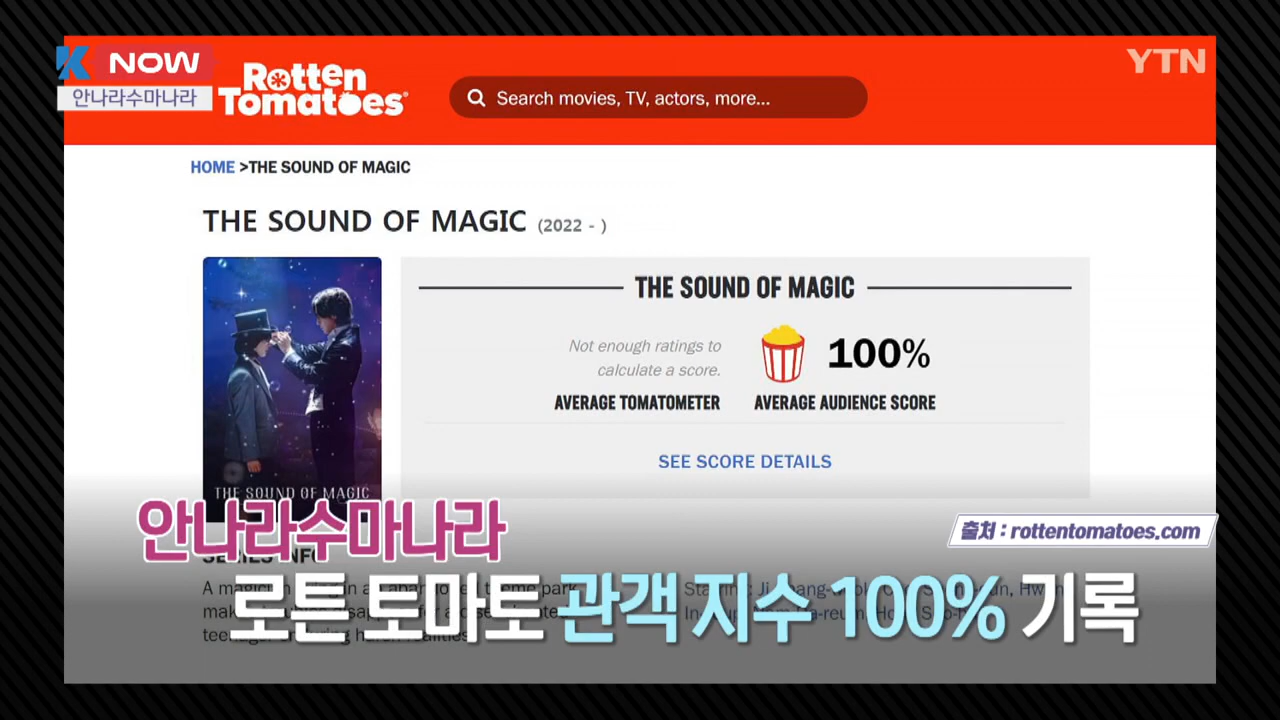 K NOW
안나라수마나라
YTN
Rotten
Tomatoes
Search movies, TV, actors, more...
HOME >THE SOUND OF MAGIC
THE SOUND OF MAGIC (2022 - )
THE SOUND OF MAGIC
Not enough ratings to
calculate a score.
100%
AVERAGE TOMATOMETER
AVERAGE AUDIENCE SCORE
SEE SCORE DETAILS
THE SOUND OF MAGIC
안나라수마나라
출처 : rottentomatoes.com
SERIES INFO
로튼 토마토 관객 지수 100% 기록